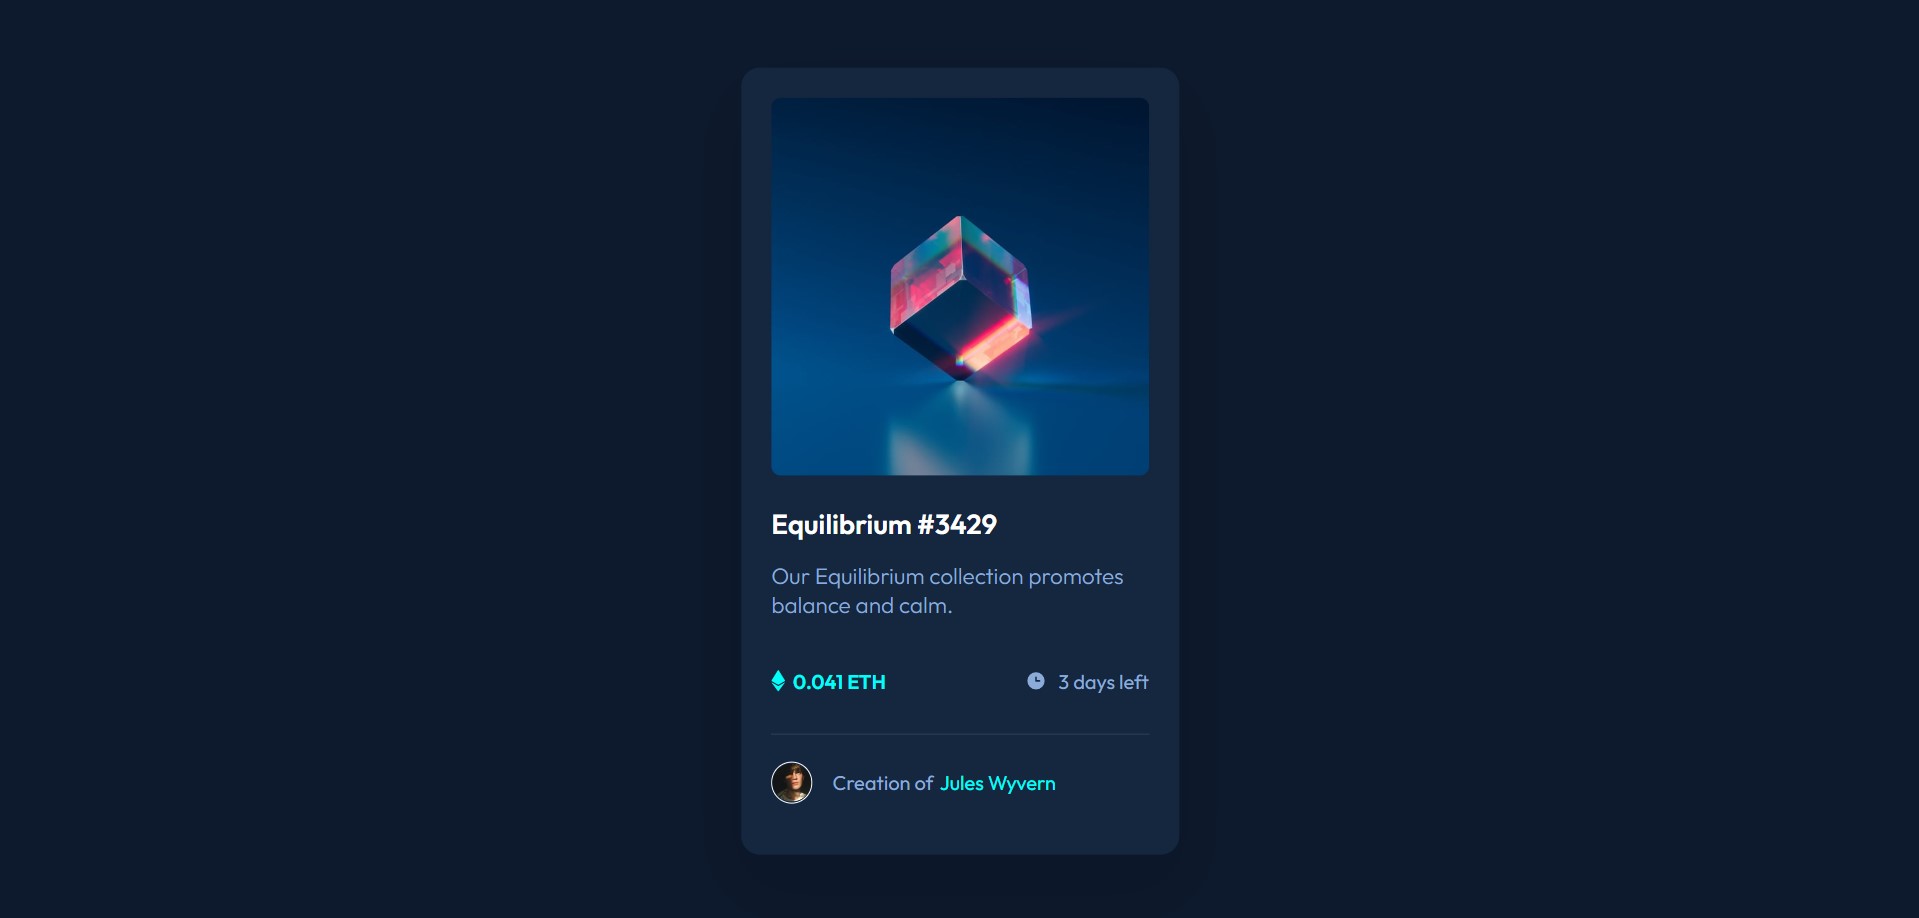 Equilibrium #3429
Our Equilibrium collection promotes
balance and calm.
0.041 ETH
3 days left
Creation of Jules Wyvern